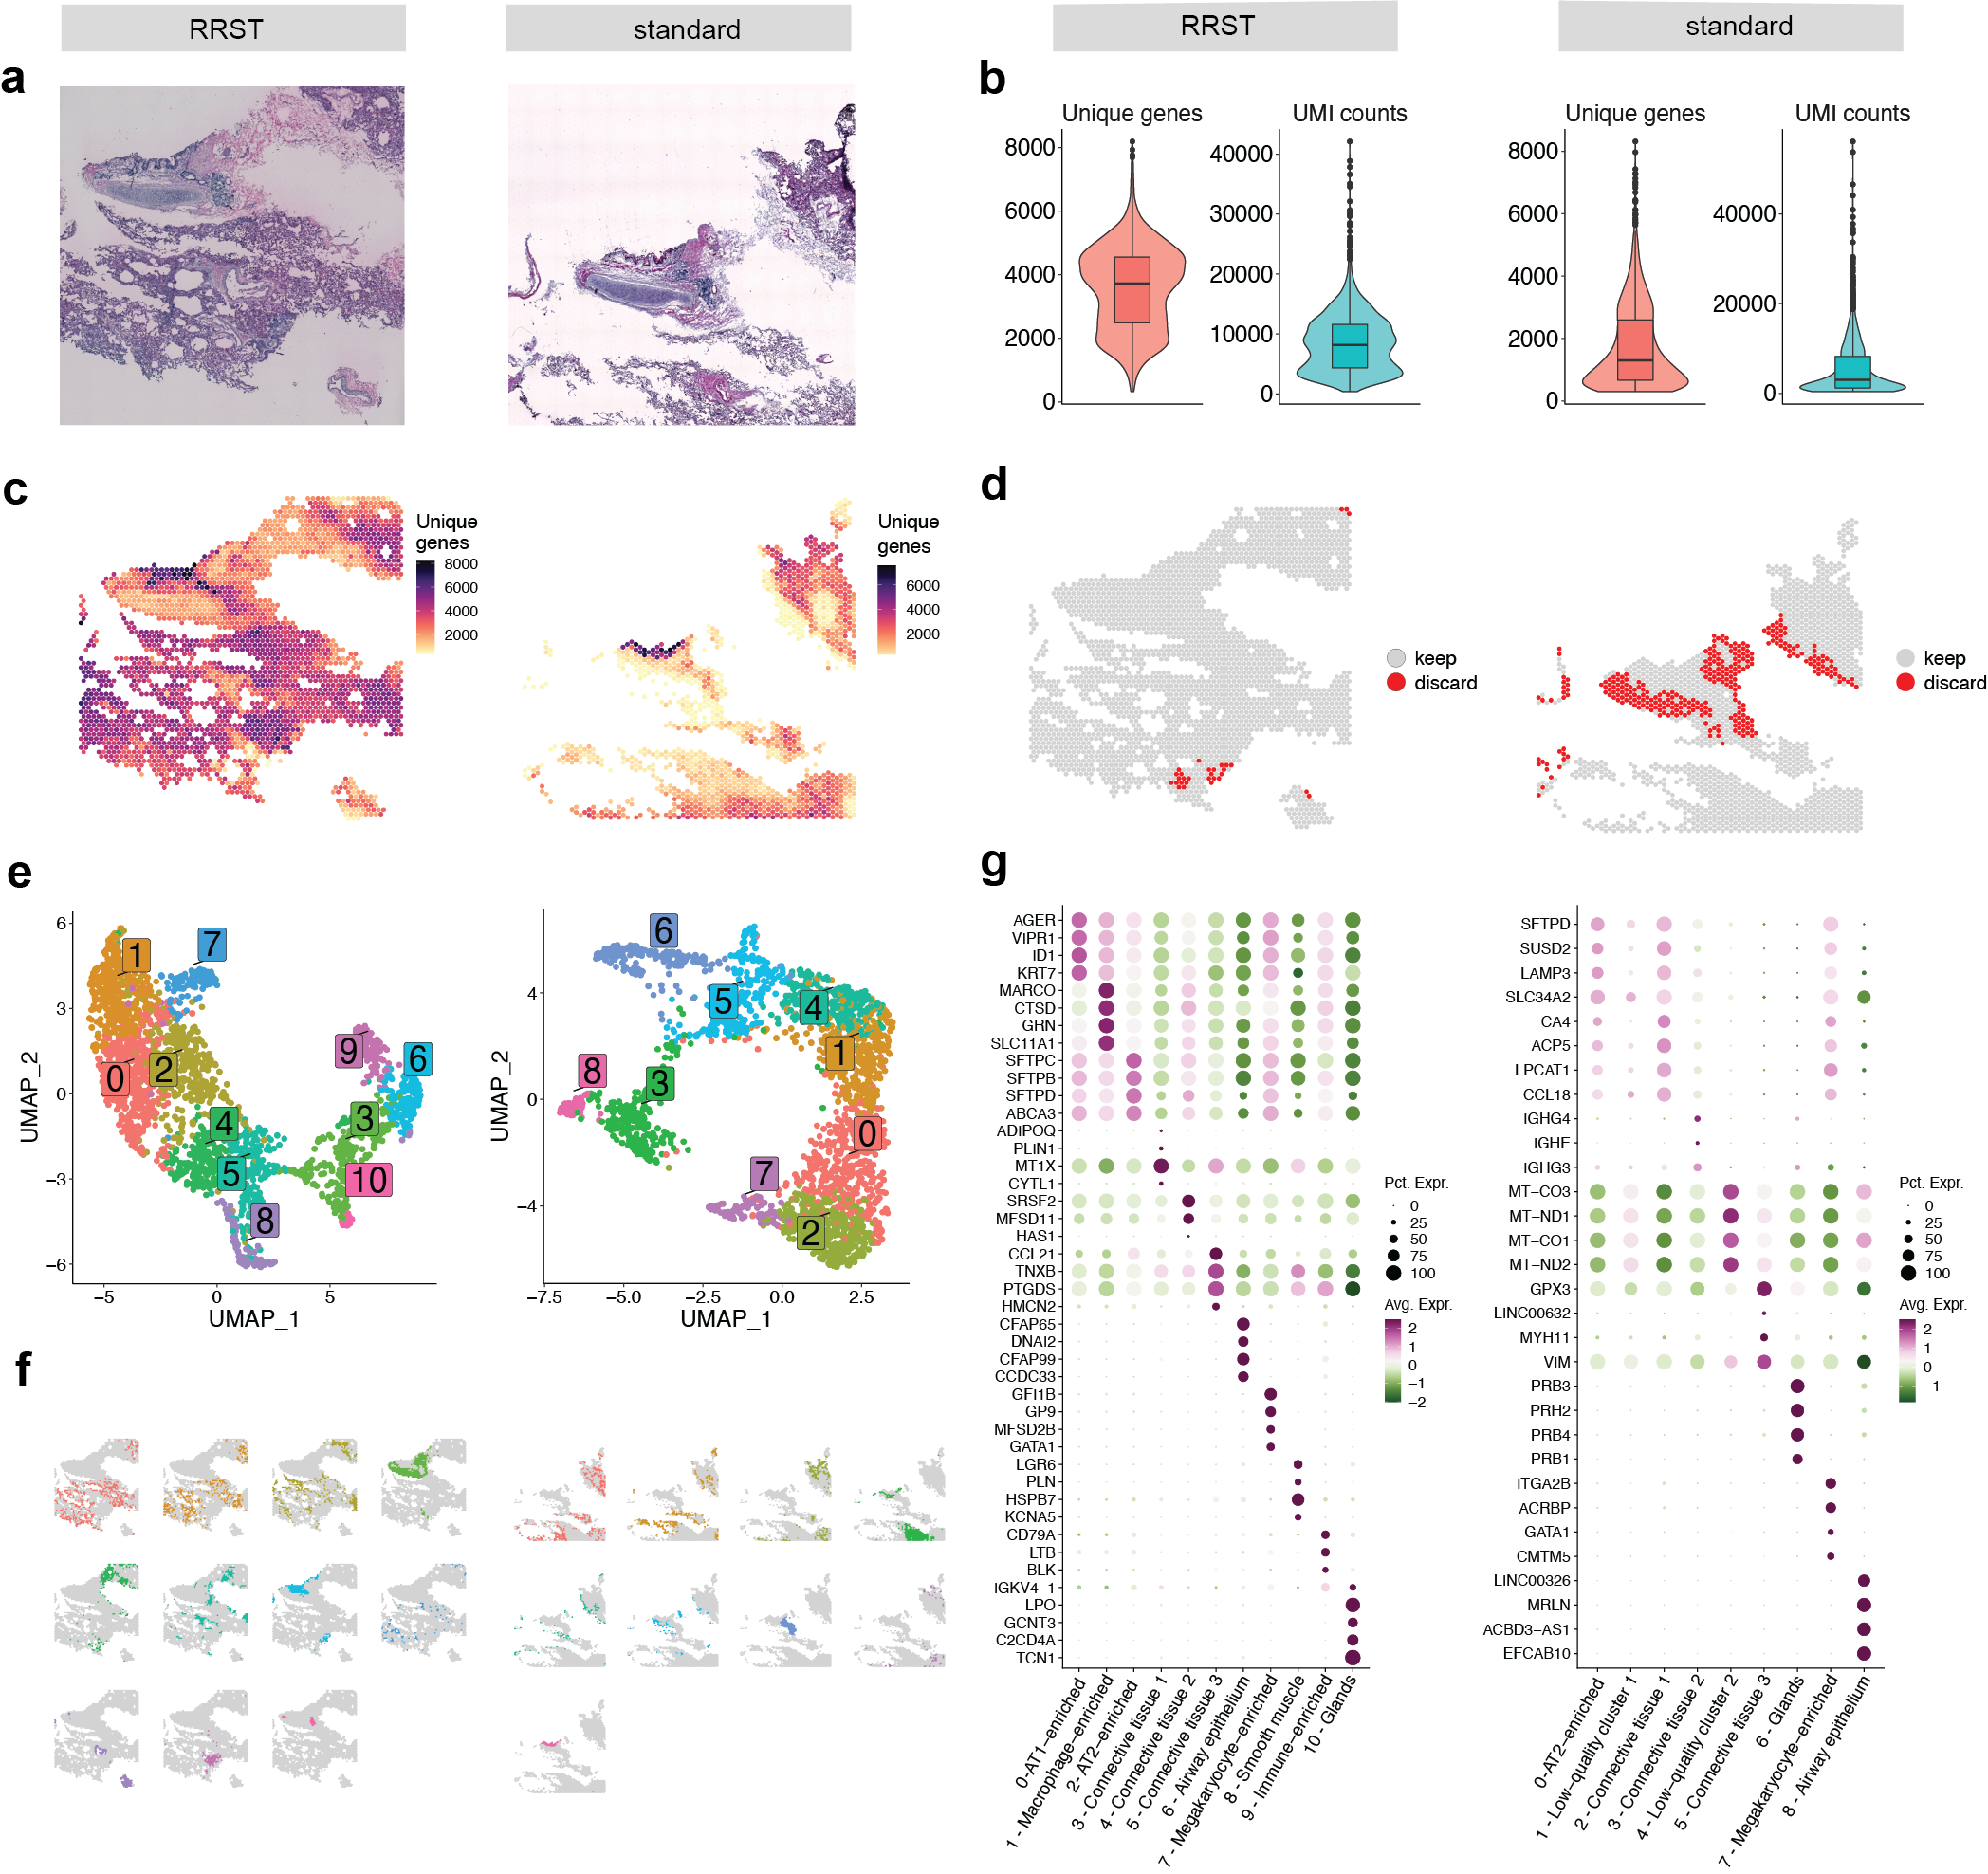 RRST
standard
RRST
standard
a
b
Unique genes
UMI counts
Unique genes
UMI counts
8000
6000
4000
2000
0
40000
30000
20000
10000
0
8000
6000
4000
2000
0
40000
20000
0
c
Unique
genes
8000
6000
4000
2000
Unique
genes
6000
4000
2000
d
keep
discard
keep
discard
e
UMAP_2
6
3
0
−3
−6
1
7
0
2
9
6
4
3
5
10
8
−5
0
5
UMAP_1
UMAP_2
4
0
−4
6
5
4
1
8
3
0
7
2
−7.5
−5.0
−2.5
0.0
2.5
UMAP_1
f
g
AGER
VIPR1
ID1
KRT7
MARCO
CTSD
GRN
SLC11A1
SFTPC
SFTPB
SFTPD
ABCA3
ADIPOQ
PLIN1
MT1X
CYTL1
SRSF2
MFSD11
HAS1
CCL21
TNXB
PTGDS
HMCN2
CFAP65
DNAI2
CFAP99
CCDC33
GFI1B
GP9
MFSD2B
GATA1
LGR6
PLN
HSPB7
KCNA5
CD79A
LTB
BLK
IGKV4−1
LPO
GCNT3
C2CD4A
TCN1
0-AT1−enriched
1 - Macrophage−enriched
2- AT2−enriched
3 - Connective tissue 1
4 - Connective tissue 2
5 - Connective tissue 3
6 - Airway epithelium
7 - Megakaryocyte−enriched
8 - Smooth muscle
9 - Immune−enriched
10 - Glands
Pct. Expr.
0
25
50
75
100
Avg. Expr.
2
1
0
−1
−2
SFTPD
SUSD2
LAMP3
SLC34A2
CA4
ACP5
LPCAT1
CCL18
IGHG4
IGHE
IGHG3
MT−CO3
MT−ND1
MT−CO1
MT−ND2
GPX3
LINC00632
MYH11
VIM
PRB3
PRH2
PRB4
PRB1
ITGA2B
ACRBP
GATA1
CMTM5
LINC00326
MRLN
ACBD3−AS1
EFCAB10
0-AT2−enriched
1 - Low−quality cluster 1
2 - Connective tissue 1
3 - Connective tissue 2
4 - Low−quality cluster 2
5 - Connective tissue 3
6 - Glands
7 - Megakaryocyte−enriched
8 - Airway epithelium
Pct. Expr.
0
25
50
75
100
Avg. Expr.
2
1
0
−1